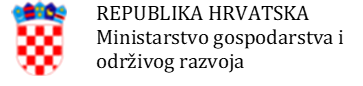 REPUBLIKA HRVATSKA
Ministarstvo gospodarstva i
održivog razvoja